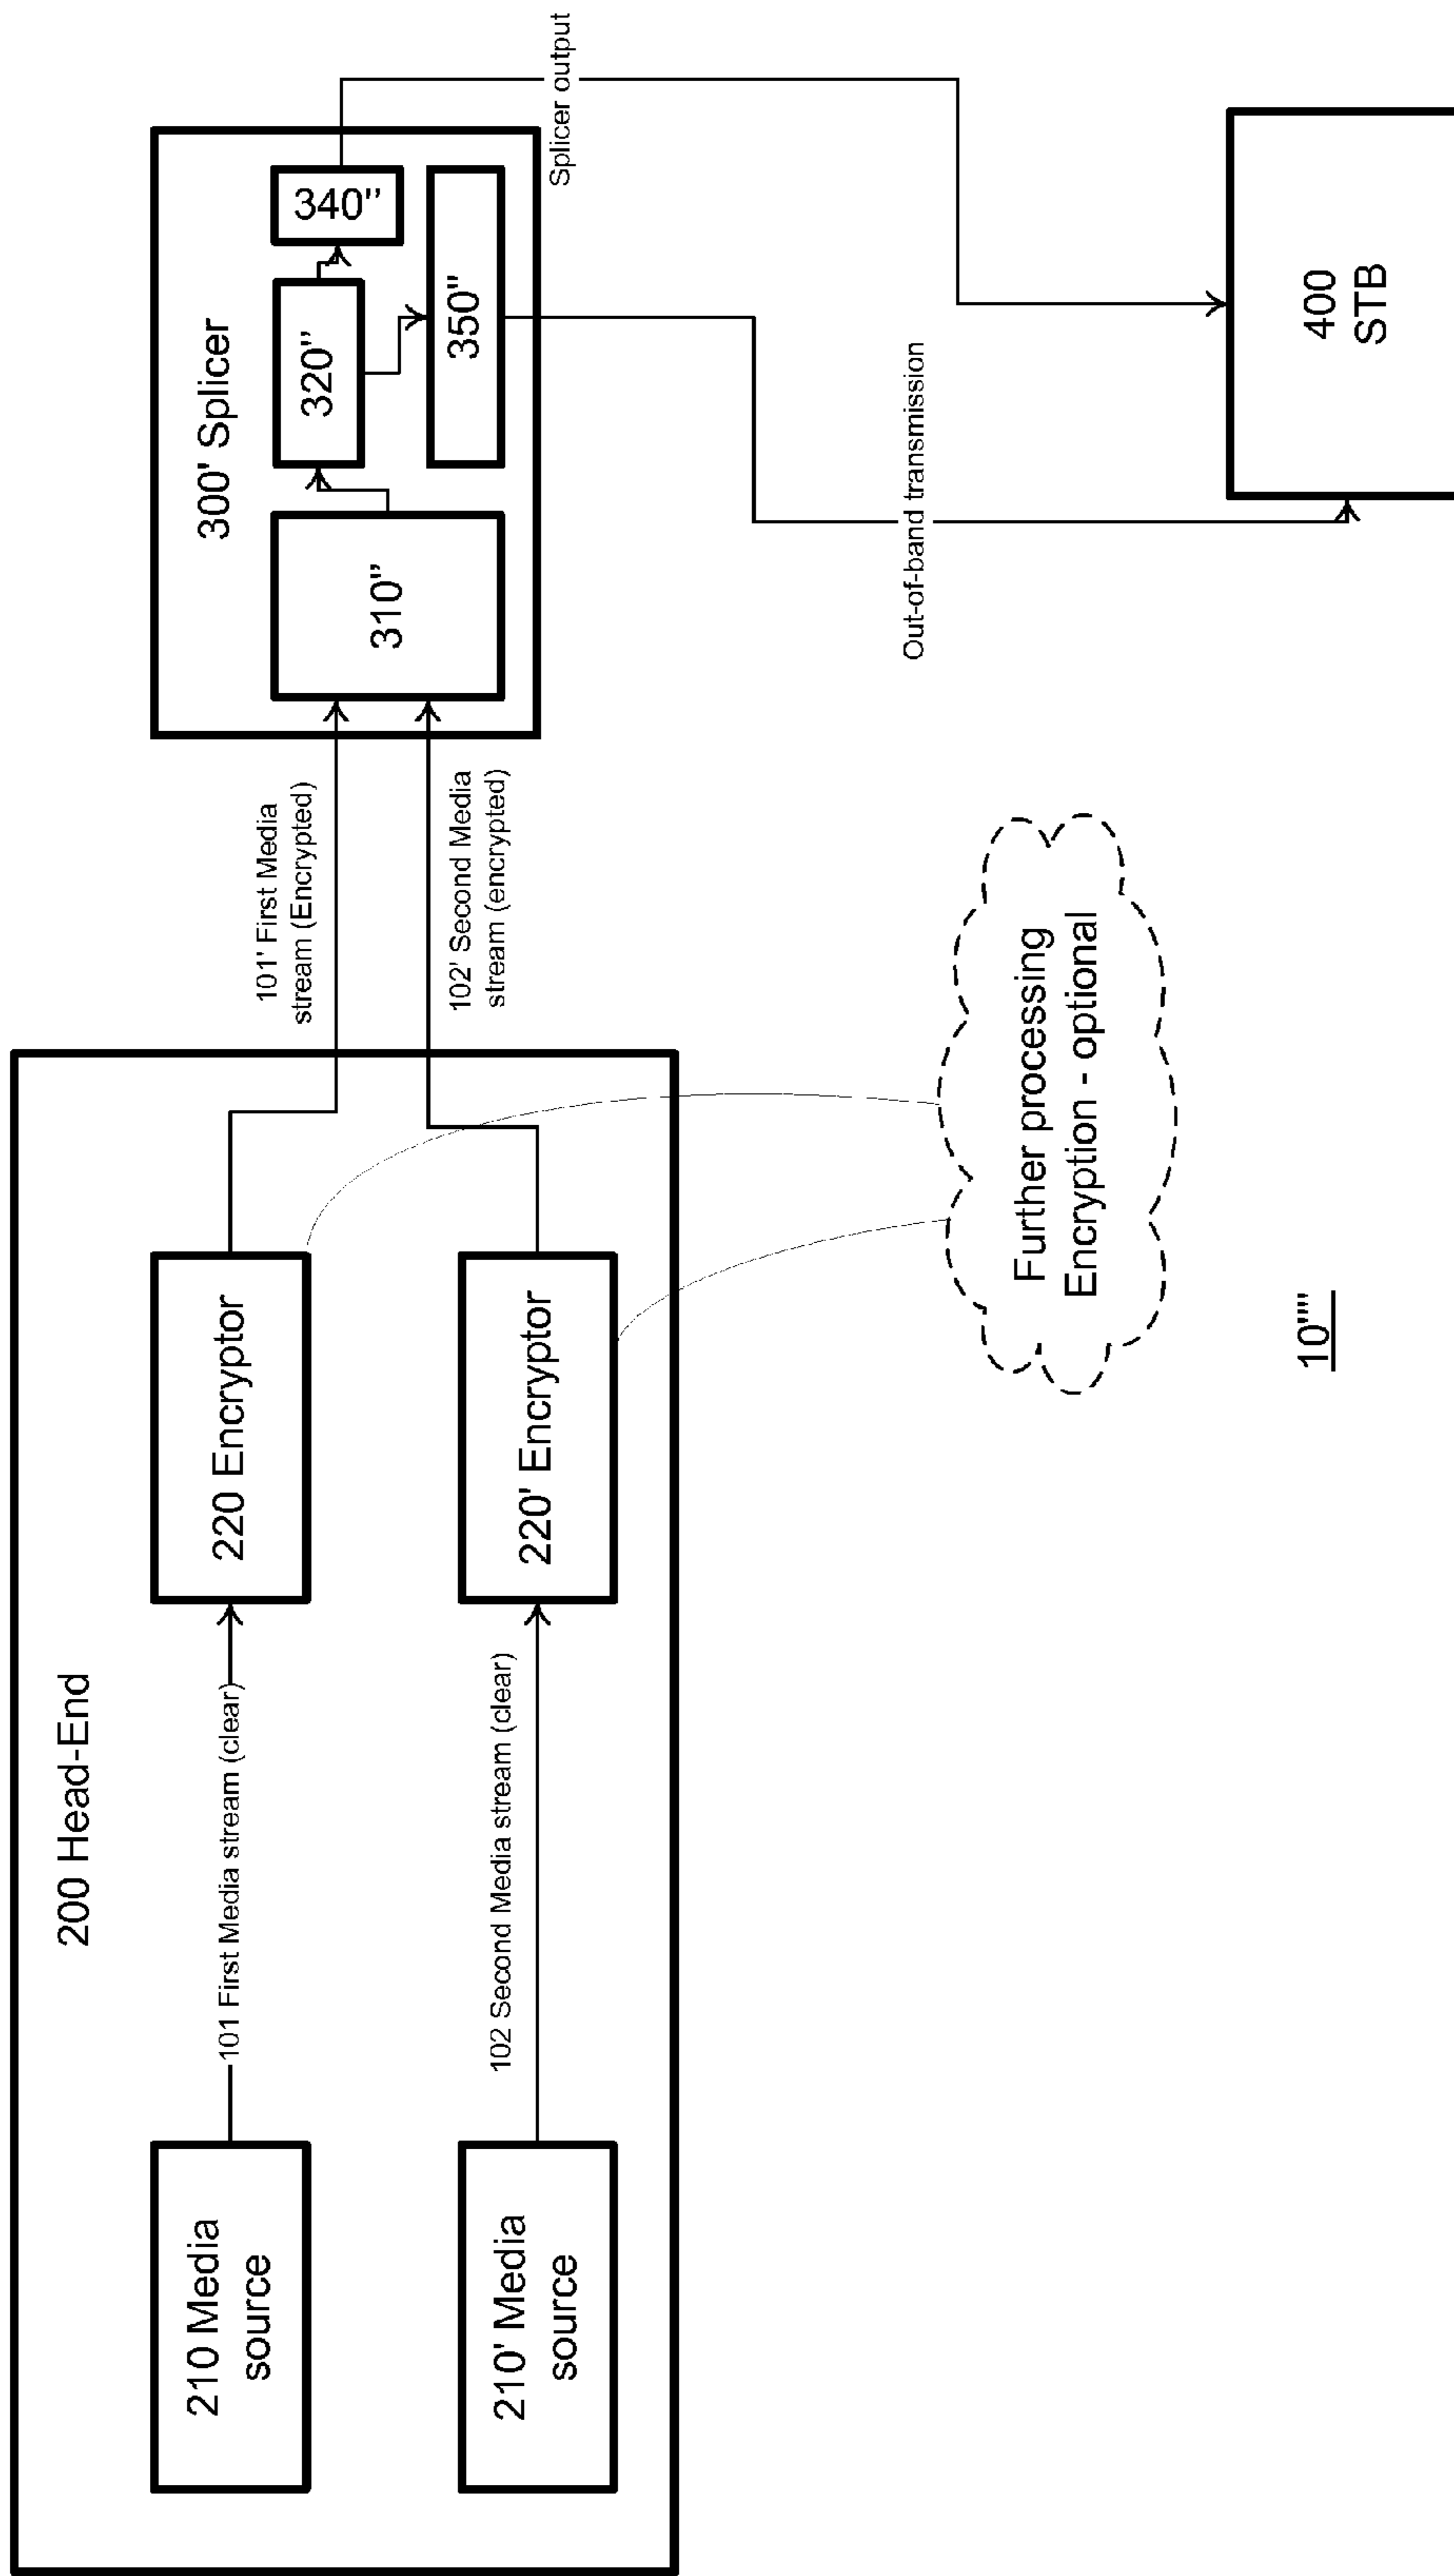 200 Head-End
210 Media
source
101 First Media stream (clear)
220 Encryptor
210' Media
source
102 Second Media stream (clear)
220' Encryptor
101' First Media
stream (Encrypted)
102' Second Media
stream (encrypted)
300' Splicer
310"
320"
340"
350"
Splicer output
Out-of-band transmission
Further processing
Encryption - optional
400
STB
10""